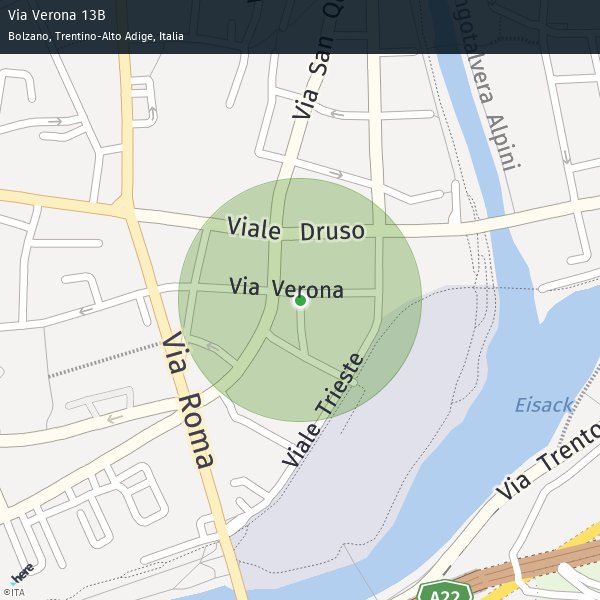 Via Verona 13B
Bolzano, Trentino-Alto Adige, Italia
Via San Qu
ngotalvera Alpini
Viale Druso
Via Verona
Via Roma
Viale Trieste
Eisack
Via Trento
A22
here
©ITA